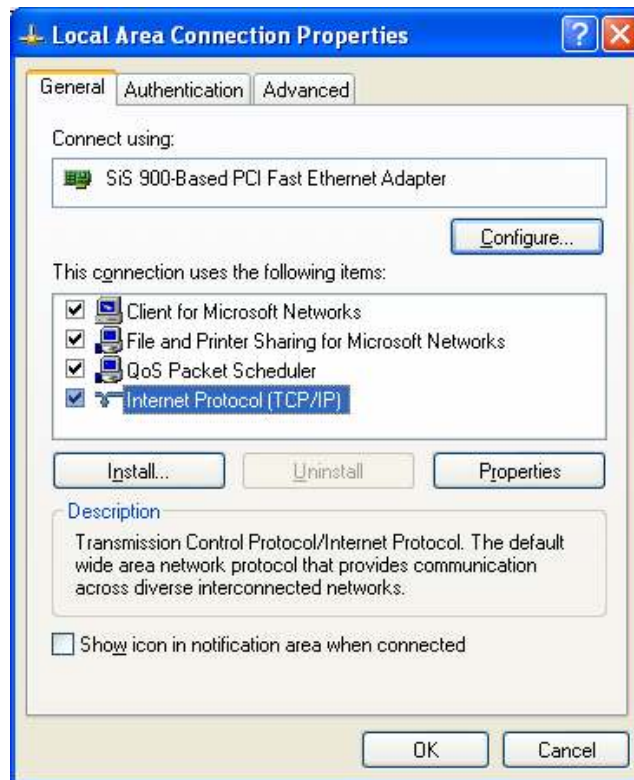 Local Area Connection Properties
General Authentication Advanced
Connect using:
SiS 900-Based PCI Fast Ethernet Adapter
Configure...
This connection uses the following items:
Client for Microsoft Networks
File and Printer Sharing for Microsoft Networks
QoS Packet Scheduler
Internet Protocol (TCP/IP)
Install... Uninstall Properties
Description
Transmission Control Protocol/Internet Protocol. The default
wide area network protocol that provides communication
across diverse interconnected networks.
Show icon in notification area when connected
OK Cancel